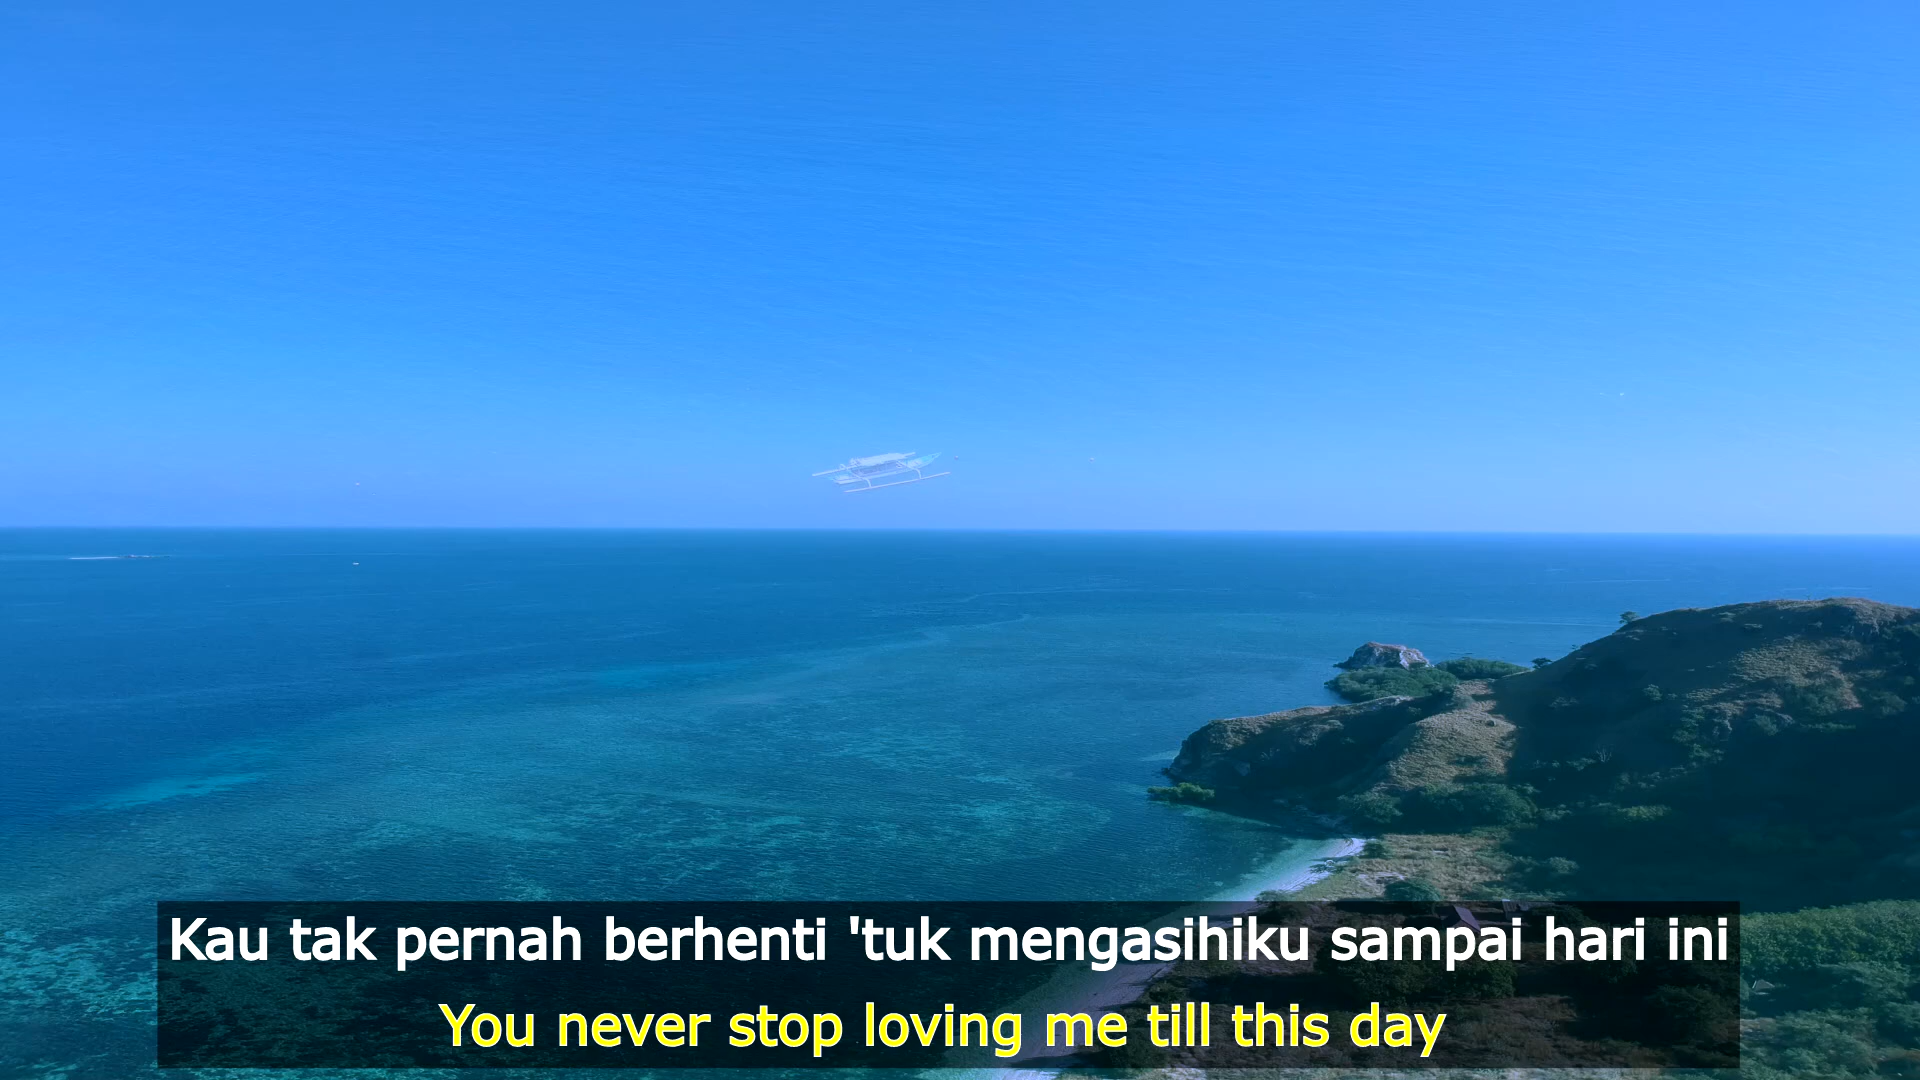 Kau tak pernah berhenti 'tuk mengasihiku sampai hari ini
You never stop loving me till this day